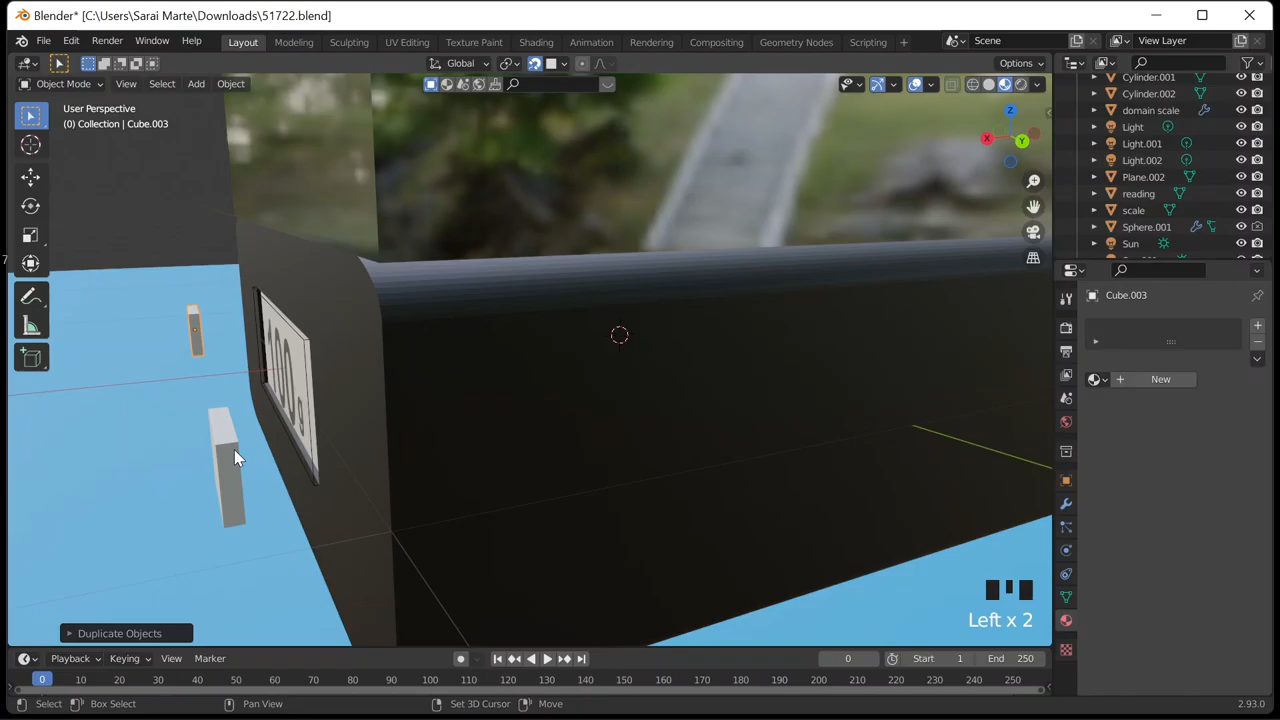 Blender* [C:\Users\Sarai Marte\Downloads\51722.blend]
File Edit Render Window Help Layout Modeling Sculpting UV Editing Texture Paint Shading Animation Rendering Compositing Geometry Nodes Scripting Scene View Layer
Global Options
Object Mode View Select Add Object
User Perspective
(0) Collection | Cube.003
Z
X
Y
Cylinder.001
Cylinder.002
domain scale
Light
Light.001
Light.002
Plane.002
reading
scale
Sphere.001
Sun
7
Cube.003
New
100g
Left x 2
Duplicate Objects
Playback Keying View Marker 0 Start 1 End 250
0 10 20 30 40 50 60 70 80 90 100 110 120 130 140 150 160 170 180 190 200 210 220 230 240 250
Select Box Select Pan View Set 3D Cursor Move 2.93.0